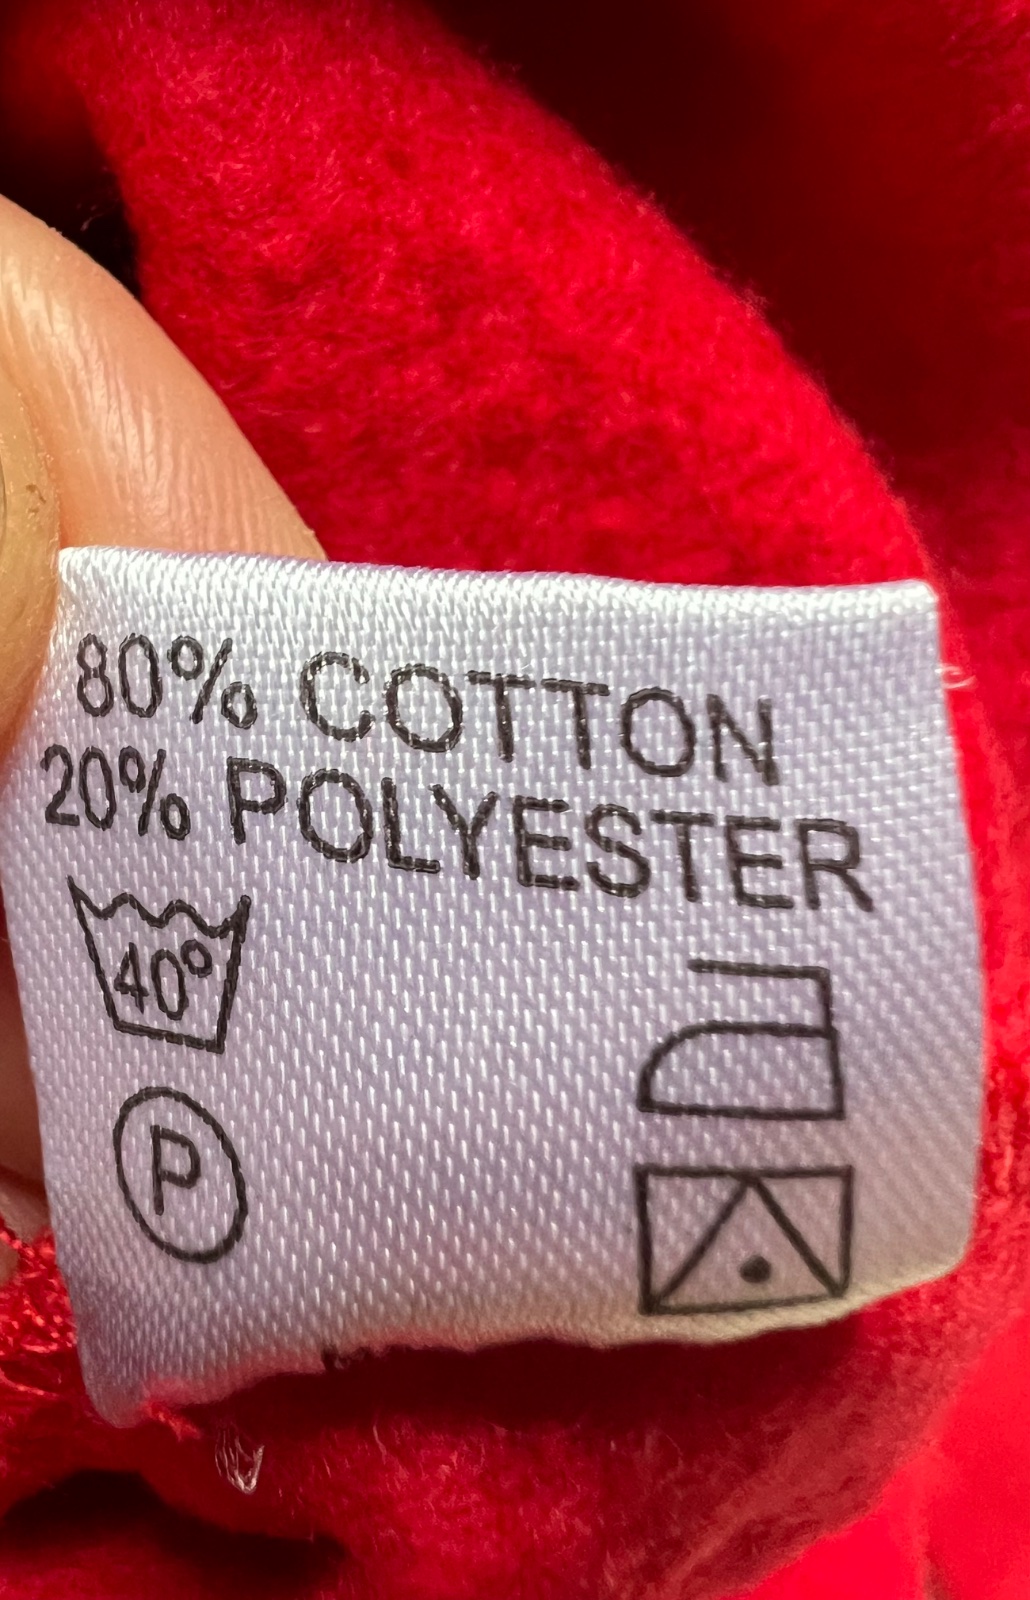 80% COTTON
20% POLYESTER
40°
P